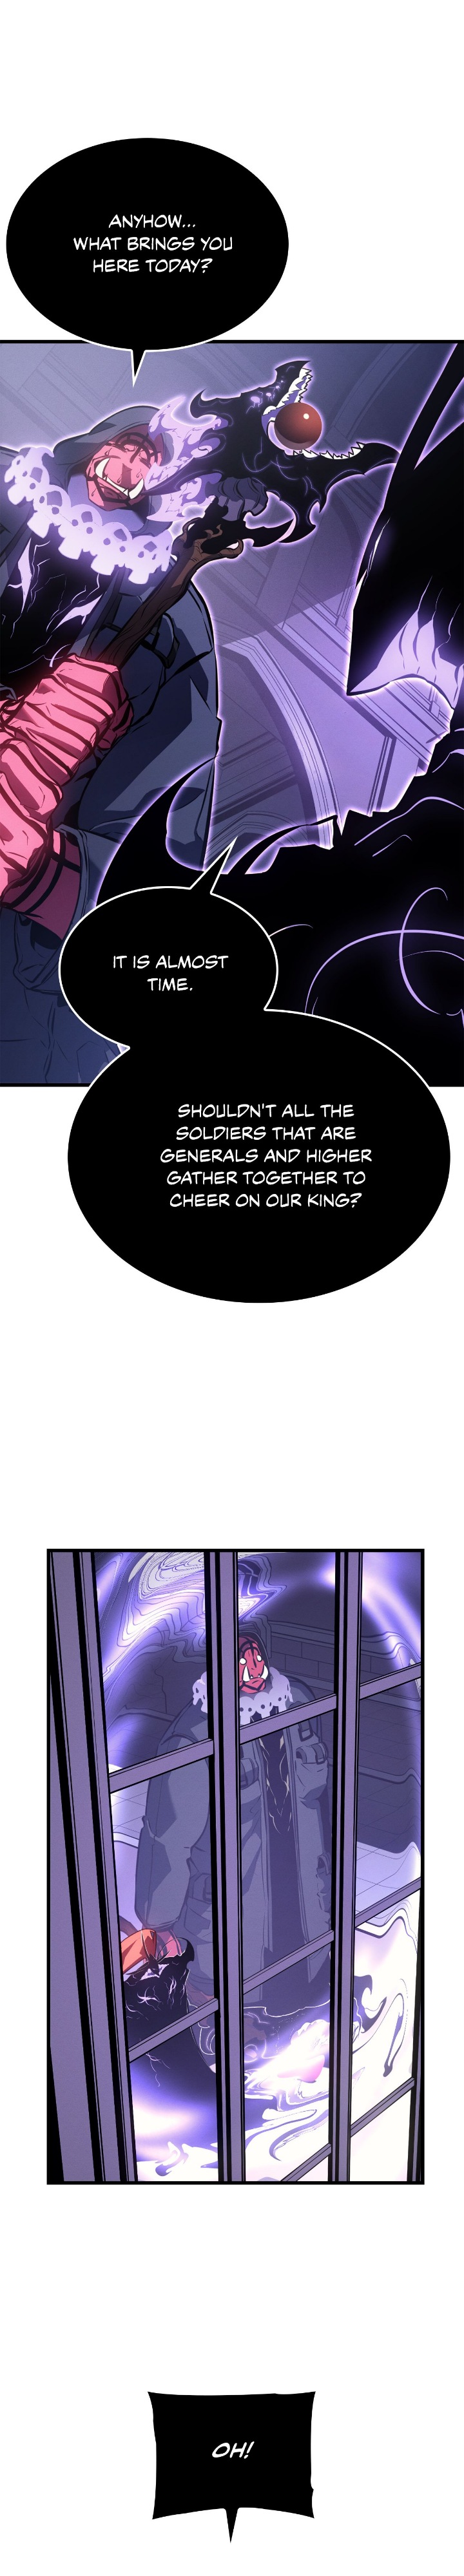 ANYHOW...
WHAT BRINGS YOU
HERE TODAY?
IT IS ALMOST
TIME.
SHOULDN'T ALL THE
SOLDIERS THAT ARE
GENERALS AND HIGHER
GATHER TOGETHER TO
CHEER ON OUR KING?
OH!